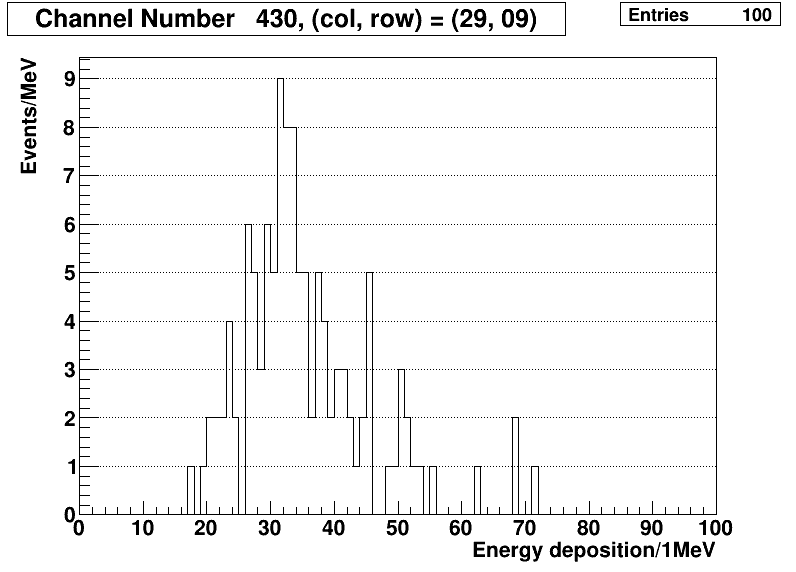 Channel Number 430, (col, row) = (29, 09)
Entries 100
Events/MeV
9
8
7
6
5
4
3
2
1
0
0 10 20 30 40 50 60 70 80 90 100
Energy deposition/1MeV